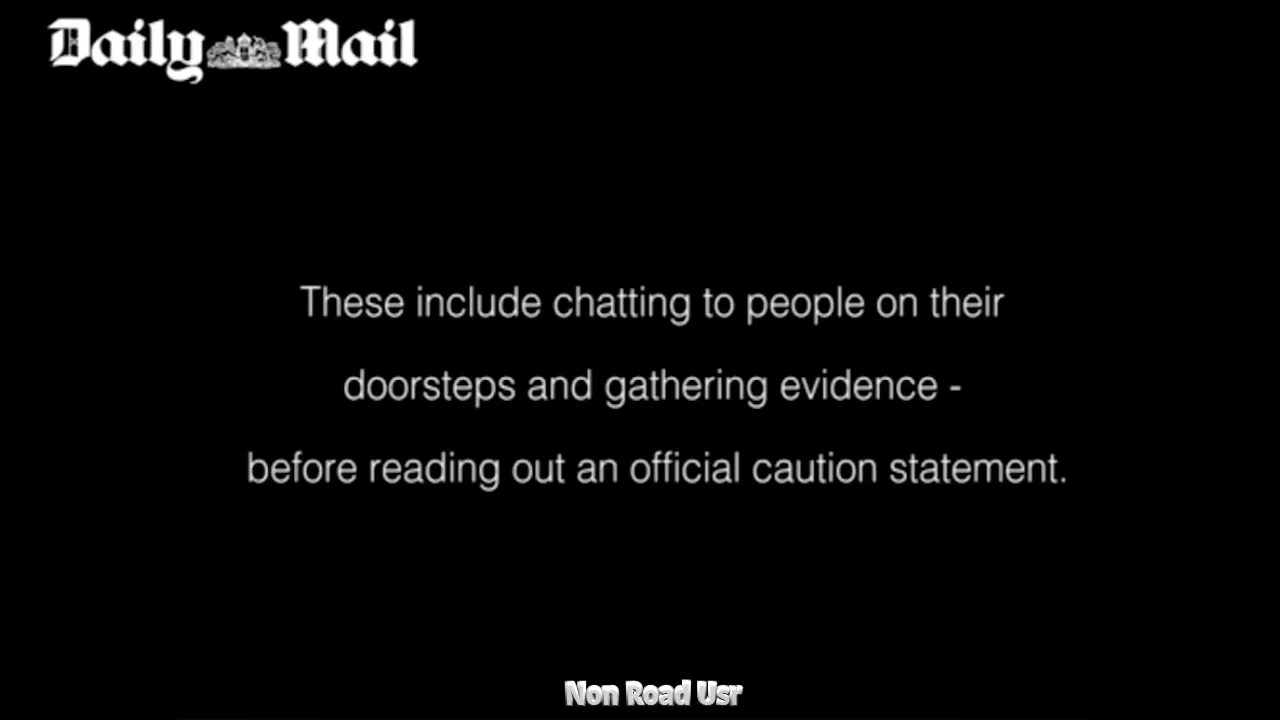 Daily Mail
These include chatting to people on their
doorsteps and gathering evidence -
before reading out an official caution statement.
Non Road Usr